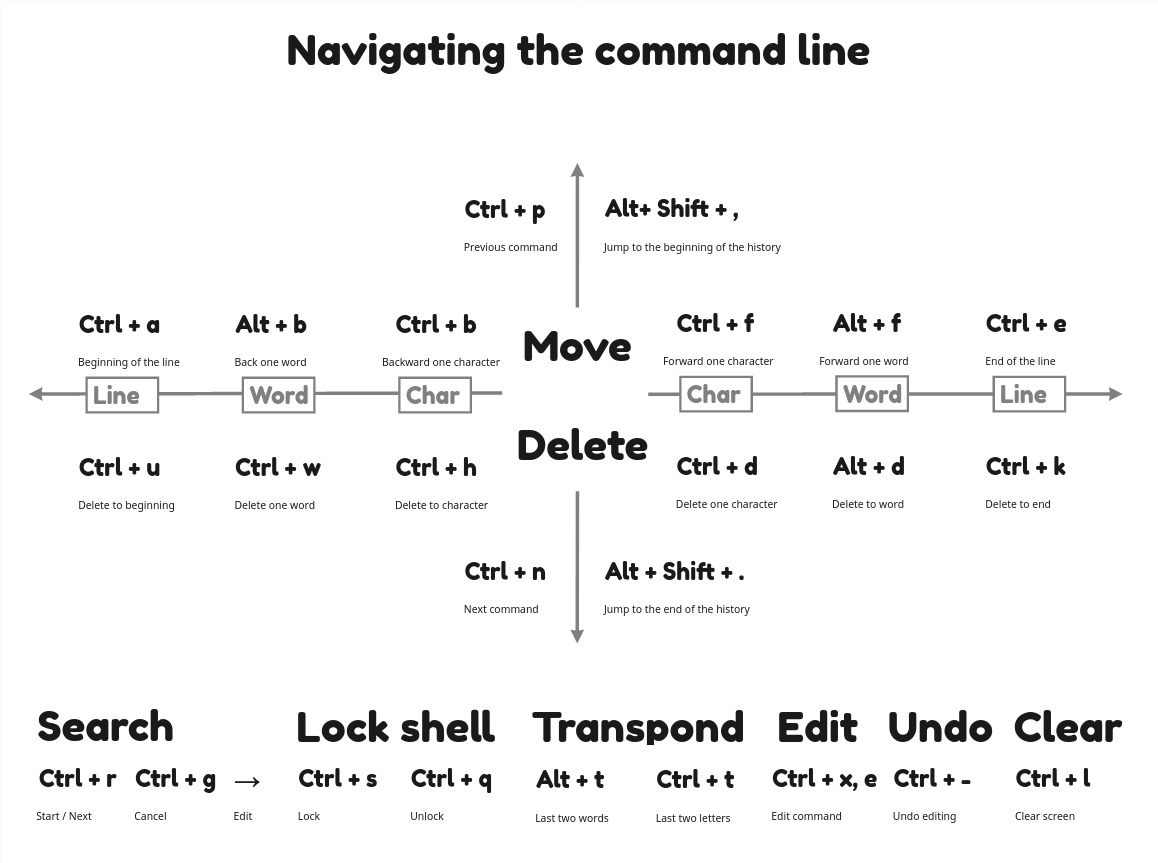 Navigating the command line
Ctrl + p
Alt+ Shift + ,
Previous command
Jump to the beginning of the history
Ctrl + a
Alt + b
Ctrl + b
Ctrl + f
Alt + f
Ctrl + e
Move
Beginning of the line
Back one word
Backward one character
Forward one character
Forward one word
End of the line
Line
Word
Char
Char
Word
Line
Delete
Ctrl + u
Ctrl + w
Ctrl + h
Ctrl + d
Alt + d
Ctrl + k
Delete to beginning
Delete one word
Delete to character
Delete one character
Delete to word
Delete to end
Ctrl + n
Alt + Shift + .
Next command
Jump to the end of the history
Search
Lock shell
Transpond
Edit
Undo
Clear
Ctrl + r
Ctrl + g
→
Ctrl + s
Ctrl + q
Alt + t
Ctrl + t
Ctrl + x, e
Ctrl + -
Ctrl + l
Start / Next
Cancel
Edit
Lock
Unlock
Last two words
Last two letters
Edit command
Undo editing
Clear screen